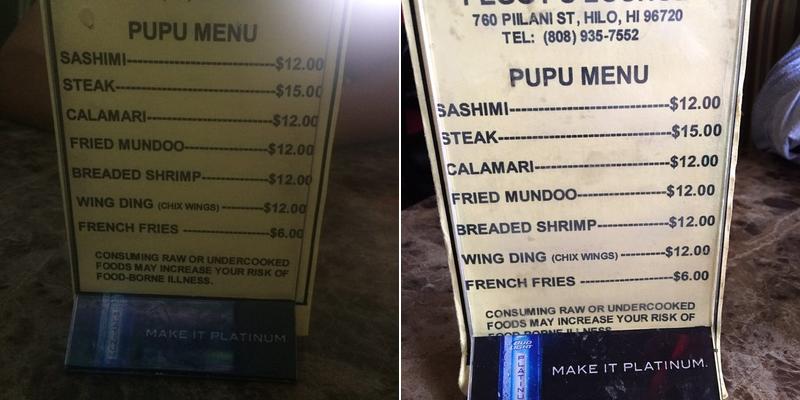 PUPU MENU
SASHIMI------------------------$12.00
STEAK--------------------------$15.00
CALAMARI---------------------$12.00
FRIED MUNDOO--------------$12.00
BREADED SHRIMP-----------$12.00
WING DING (CHIX WINGS) --------$12.00
FRENCH FRIES ---------------$6.00
CONSUMING RAW OR UNDERCOOKED
FOODS MAY INCREASE YOUR RISK OF
FOOD-BORNE ILLNESS.
MAKE IT PLATINUM
LOUNGE
760 PIILANI ST, HILO, HI 96720
TEL: (808) 935-7552
PUPU MENU
SASHIMI---------------------------$12.00
STEAK-----------------------------$15.00
CALAMARI-----------------------$12.00
FRIED MUNDOO---------------$12.00
BREADED SHRIMP------------$12.00
WING DING (CHIX WINGS) ---------$12.00
FRENCH FRIES ----------------$6.00
CONSUMING RAW OR UNDERCOOKED
FOODS MAY INCREASE YOUR RISK OF
FOOD-BORNE ILLNESS
BUD
LIGHT
PLATINU
MAKE IT PLATINUM.